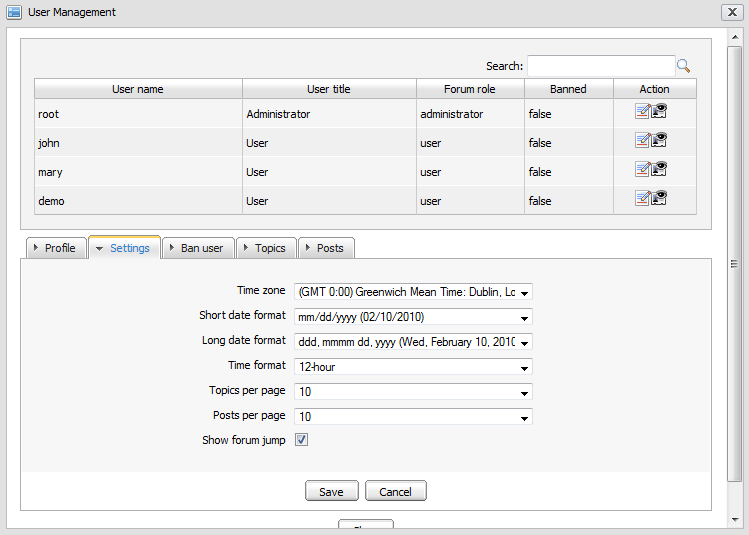 User Management
Search:
User name User title Forum role Banned Action
root Administrator administrator false
john User user false
mary User user false
demo User user false
Profile Settings Ban user Topics Posts
Time zone (GMT 0:00) Greenwich Mean Time: Dublin, Lo
Short date format mm/dd/yyyy (02/10/2010)
Long date format ddd, mmmm dd, yyyy (Wed, February 10, 2010
Time format 12-hour
Topics per page 10
Posts per page 10
Show forum jump
Save Cancel